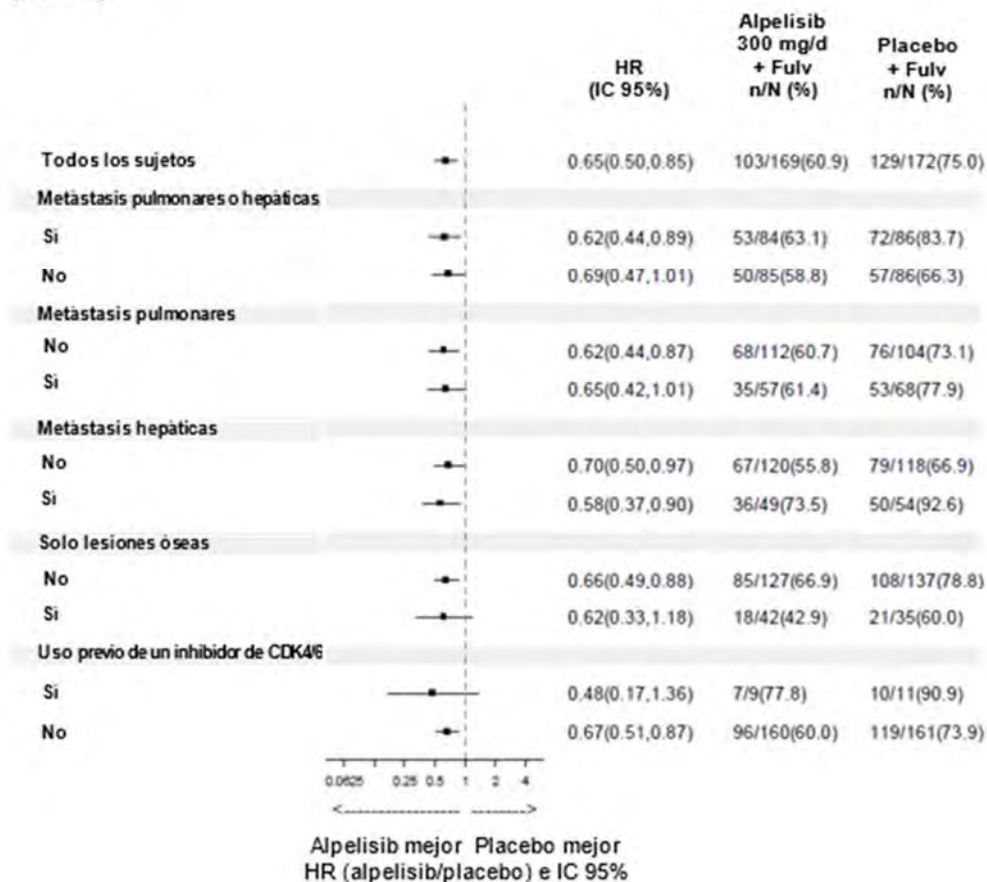 Alpelisib
300 mg/d
+ Fulv
n/N (%)
Placebo
+ Fulv
n/N (%)
HR
(IC 95%)
Todos los sujetos 0.65(0.50,0.85) 103/169(60.9) 129/172(75.0)
Metàstasis pulmonares o hepàticas
Sì 0.62(0.44,0.89) 53/84(63.1) 72/86(83.7)
No 0.69(0.47,1.01) 50/85(58.8) 57/86(66.3)
Metàstasis pulmonares
No 0.62(0.44,0.87) 68/112(60.7) 76/104(73.1)
Sì 0.65(0.42,1.01) 35/57(61.4) 53/68(77.9)
Metàstasis hepàticas
No 0.70(0.50,0.97) 67/120(55.8) 79/118(66.9)
Sì 0.58(0.37,0.90) 36/49(73.5) 50/54(92.6)
Solo lesiones òseas
No 0.66(0.49,0.88) 85/127(66.9) 108/137(78.8)
Sì 0.62(0.33,1.18) 18/42(42.9) 21/35(60.0)
Uso previo de un inhibidor de CDK4/6
Sì 0.48(0.17,1.36) 7/9(77.8) 10/11(90.9)
No 0.67(0.51,0.87) 96/160(60.0) 119/161(73.9)
0.0625 0.25 0.5 1 2 4
Alpelisib mejor Placebo mejor
HR (alpelisib/placebo) e IC 95%